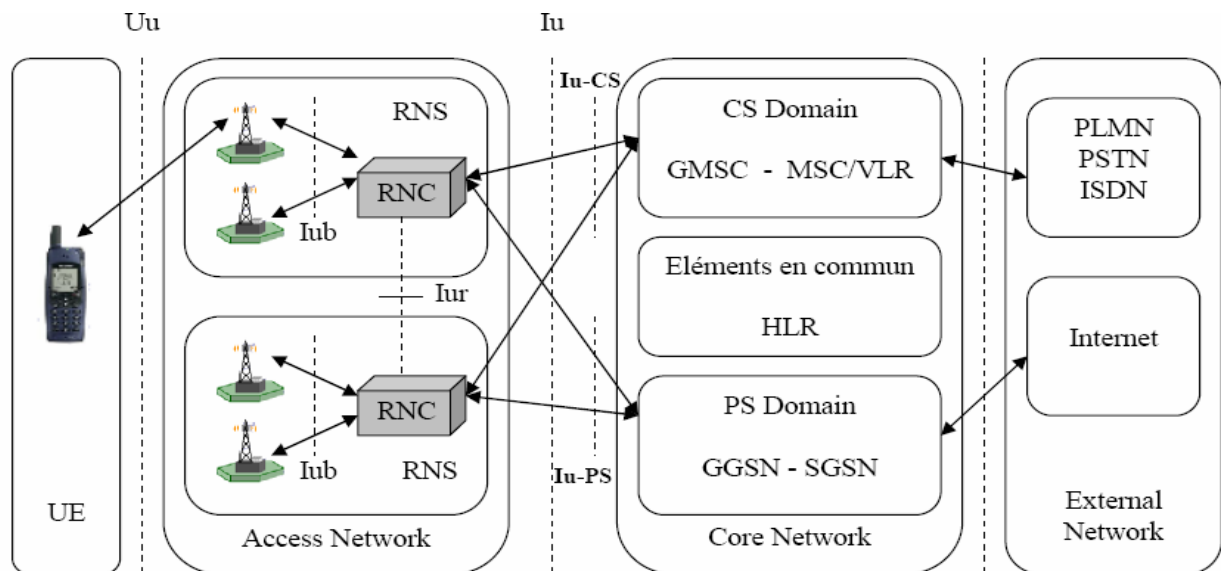 Uu
Iu
UE
RNS
RNC
Iub
Iur
RNC
Iub
RNS
Access Network
Iu-CS
Iu-PS
CS Domain
GMSC - MSC/VLR
Eléments en commun
HLR
PS Domain
GGSN - SGSN
Core Network
PLMN
PSTN
ISDN
Internet
External
Network